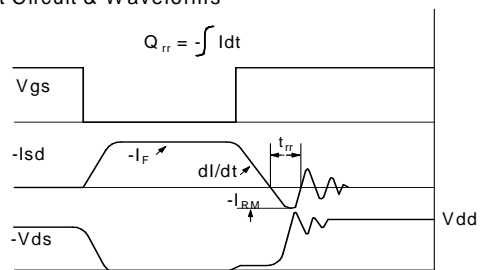 t Circuit & Waveforms
Q rr = -∫ Idt
Vgs
-Isd
-I F
dI/dt
t rr
-I RM
Vdd
-Vds